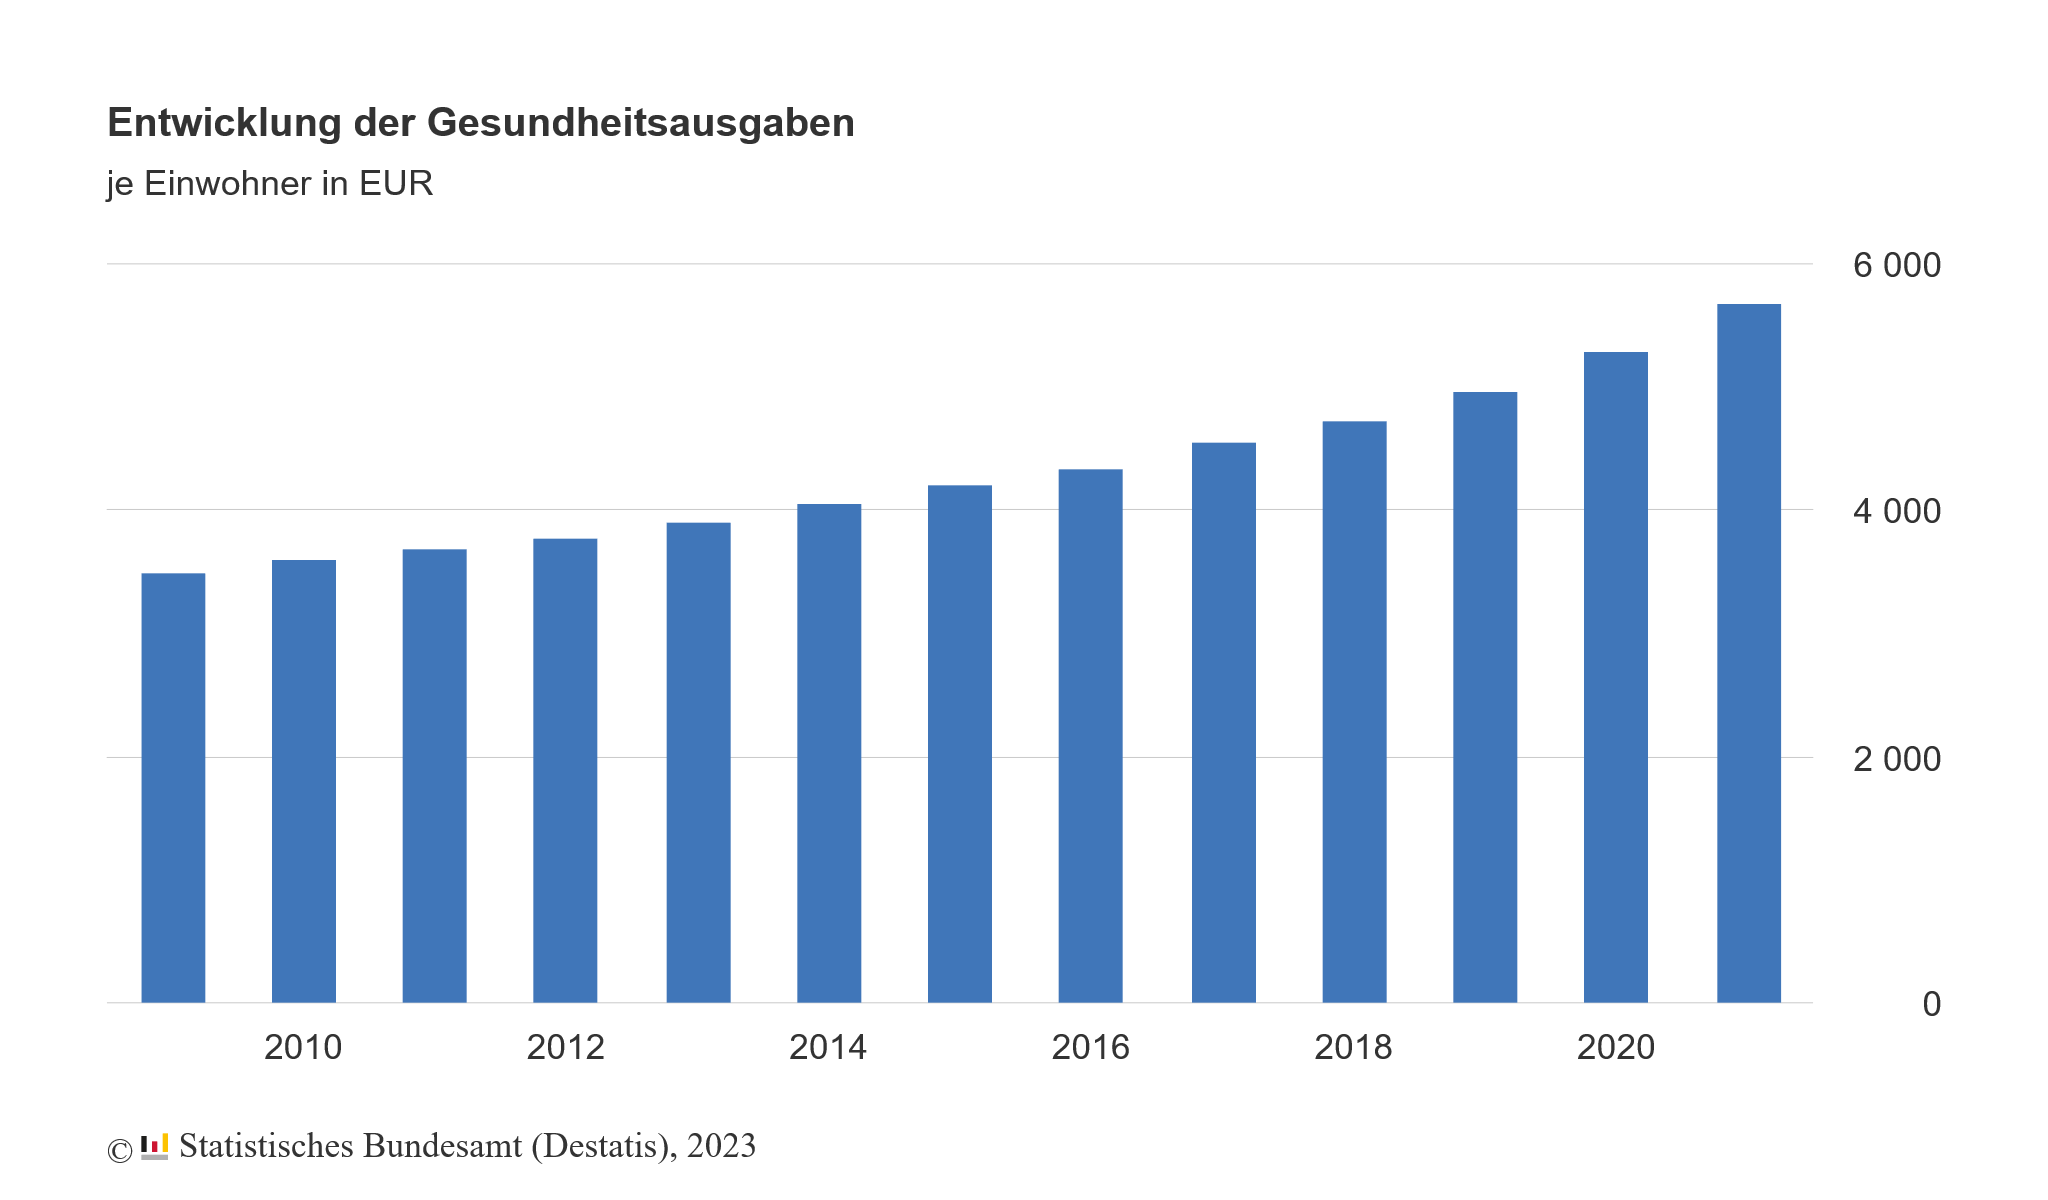 Entwicklung der Gesundheitsausgaben
je Einwohner in EUR
6 000
4 000
2 000
0
2010 2012 2014 2016 2018 2020
© Statistisches Bundesamt (Destatis), 2023